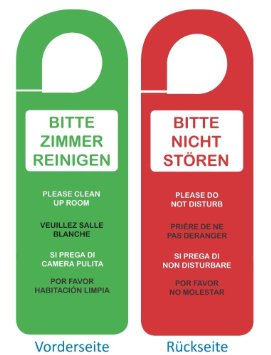 BITTE
ZIMMER
REINIGEN
PLEASE CLEAN
UP ROOM
VEUILLEZ SALLE
BLANCHE
SI PREGA DI
CAMERA PULITA
POR FAVOR
HABITACIÓN LIMPIA
Vorderseite
BITTE
NICHT
STÖREN
PLEASE DO
NOT DISTURB
PRIÈRE DE NE
PAS DERANGER
SI PREGA DI
NON DISTURBARE
POR FAVOR
NO MOLESTAR
Rückseite